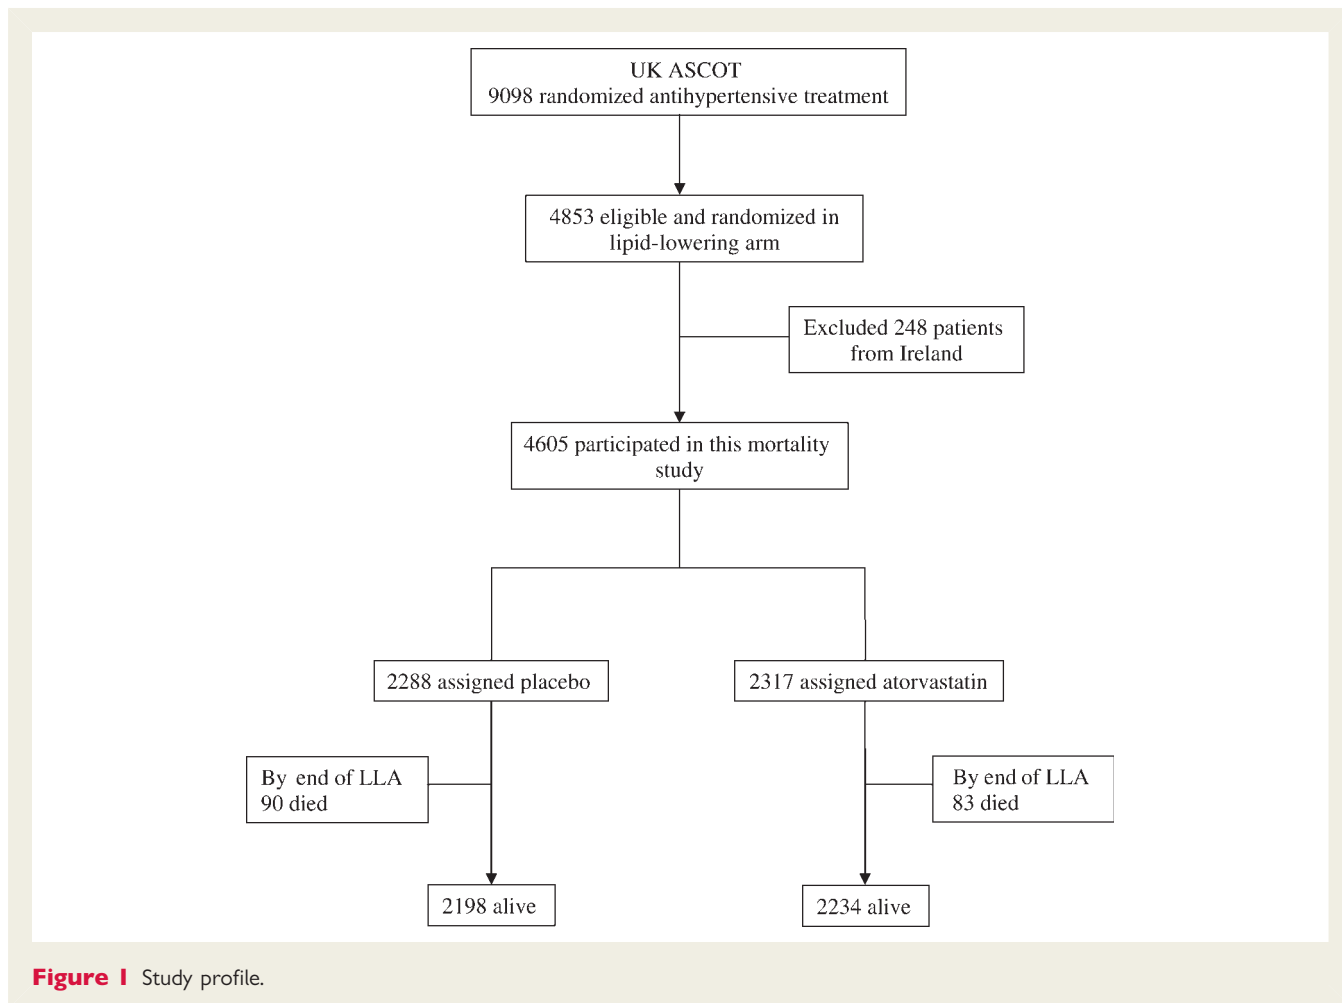 UK ASCOT
9098 randomized antihypertensive treatment
4853 eligible and randomized in
lipid-lowering arm
Excluded 248 patients
from Ireland
4605 participated in this mortality
study
2288 assigned placebo
2317 assigned atorvastatin
By end of LLA
90 died
By end of LLA
83 died
2198 alive
2234 alive
Figure 1 Study profile.